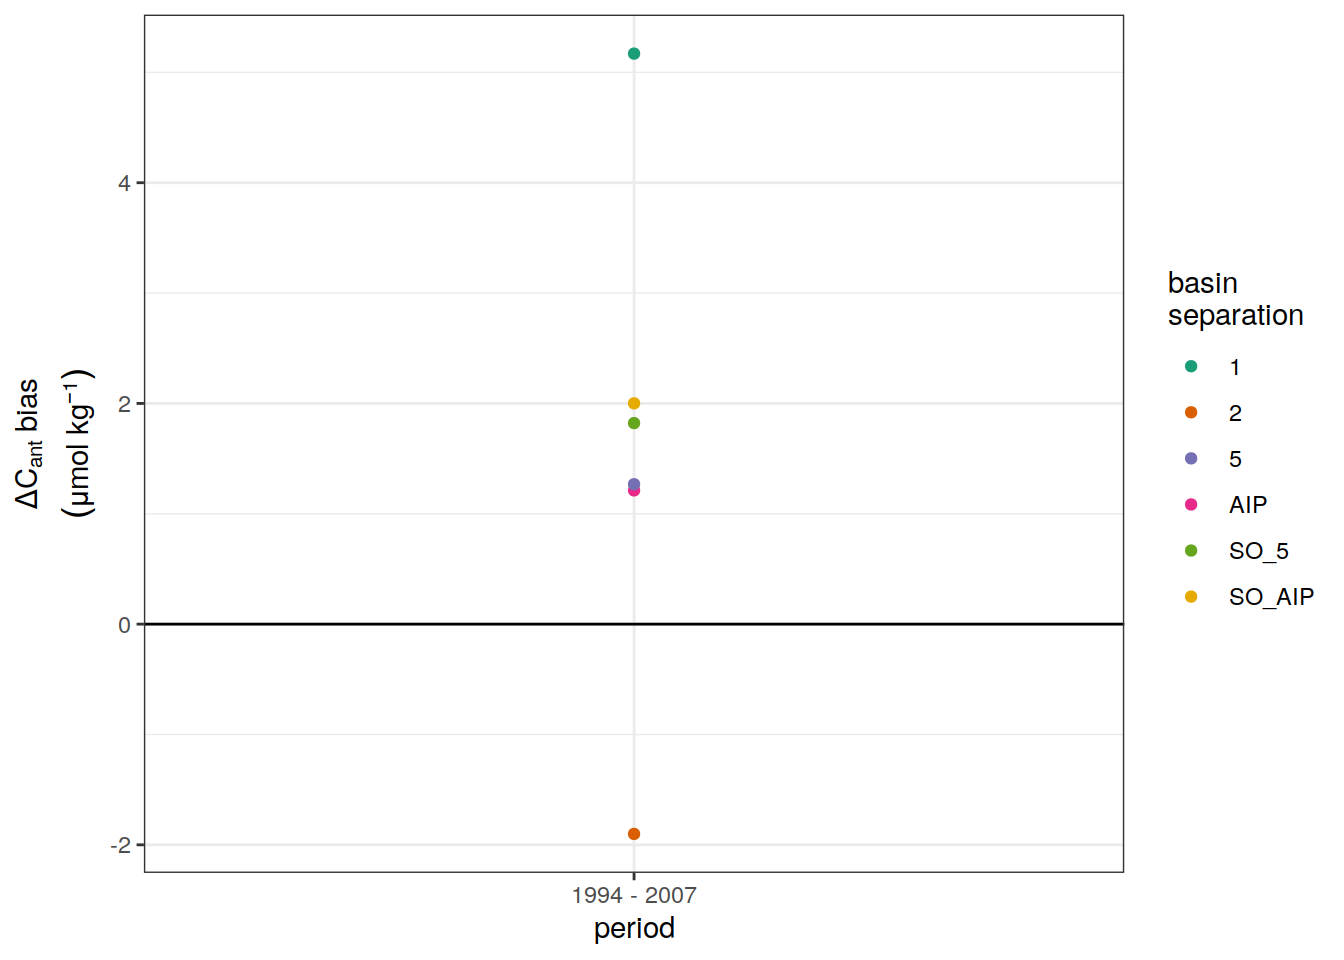 ΔCant bias
(μmol kg⁻¹)
4
2
0
-2
1994 - 2007
period
basin
separation
1
2
5
AIP
SO_5
SO_AIP